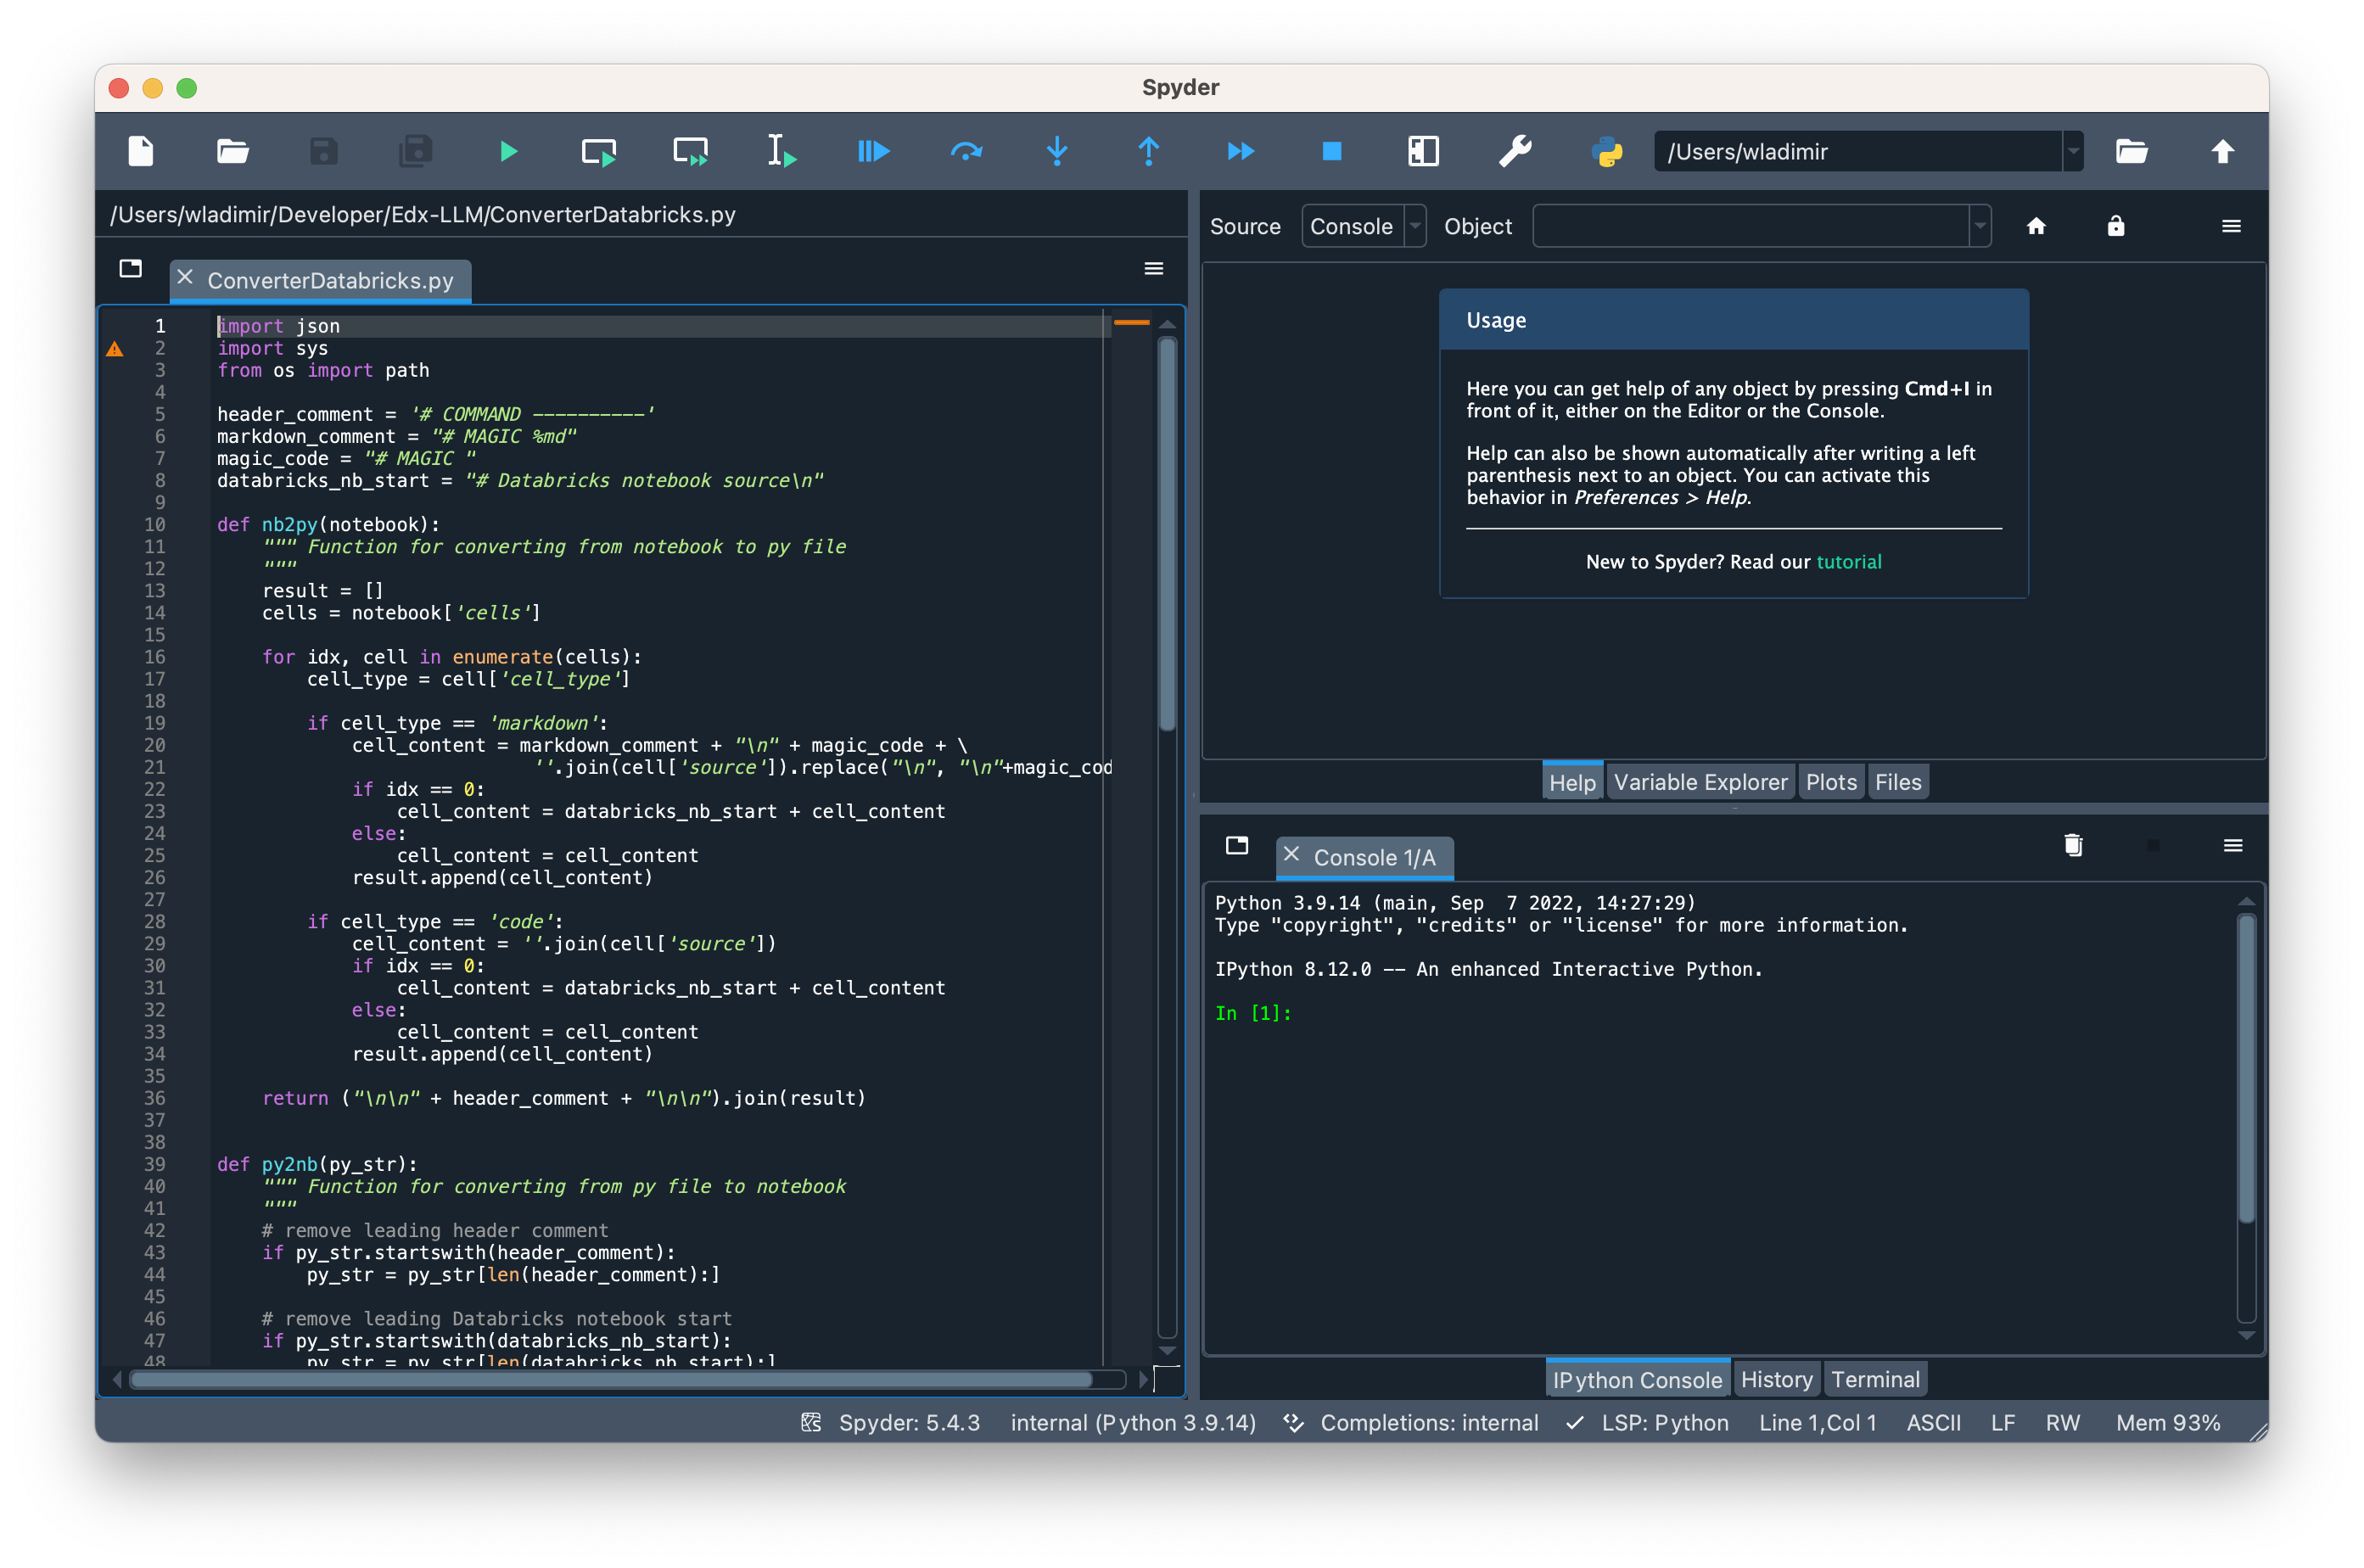 Spyder
/Users/wladimir
/Users/wladimir/Developer/Edx-LLM/ConverterDatabricks.py
ConverterDatabricks.py
1 import json
2 import sys
3 from os import path
4
5 header_comment = '# COMMAND ----------'
6 markdown_comment = "# MAGIC %md"
7 magic_code = "# MAGIC "
8 databricks_nb_start = "# Databricks notebook source\n"
9
10 def nb2py(notebook):
11     """ Function for converting from notebook to py file
12     """
13     result = []
14     cells = notebook['cells']
15
16     for idx, cell in enumerate(cells):
17         cell_type = cell['cell_type']
18
19         if cell_type == 'markdown':
20             cell_content = markdown_comment + "\n" + magic_code + \
21                             ''.join(cell['source']).replace("\n", "\n"+magic_cod
22             if idx == 0:
23                 cell_content = databricks_nb_start + cell_content
24             else:
25                 cell_content = cell_content
26             result.append(cell_content)
27
28         if cell_type == 'code':
29             cell_content = ''.join(cell['source'])
30             if idx == 0:
31                 cell_content = databricks_nb_start + cell_content
32             else:
33                 cell_content = cell_content
34             result.append(cell_content)
35
36     return ("\n\n" + header_comment + "\n\n").join(result)
37
38
39 def py2nb(py_str):
40     """ Function for converting from py file to notebook
41     """
42     # remove leading header comment
43     if py_str.startswith(header_comment):
44         py_str = py_str[len(header_comment):]
45
46     # remove leading Databricks notebook start
47     if py_str.startswith(databricks_nb_start):
48         py_str = py_str[len(databricks_nb_start):]
Source Console Object
Usage
Here you can get help of any object by pressing Cmd+I in
front of it, either on the Editor or the Console.
Help can also be shown automatically after writing a left
parenthesis next to an object. You can activate this
behavior in Preferences > Help.
New to Spyder? Read our tutorial
Help Variable Explorer Plots Files
Console 1/A
Python 3.9.14 (main, Sep  7 2022, 14:27:29)
Type "copyright", "credits" or "license" for more information.
IPython 8.12.0 -- An enhanced Interactive Python.
In [1]:
IPython Console History Terminal
Spyder: 5.4.3 internal (Python 3.9.14) Completions: internal LSP: Python Line 1,Col 1 ASCII LF RW Mem 93%